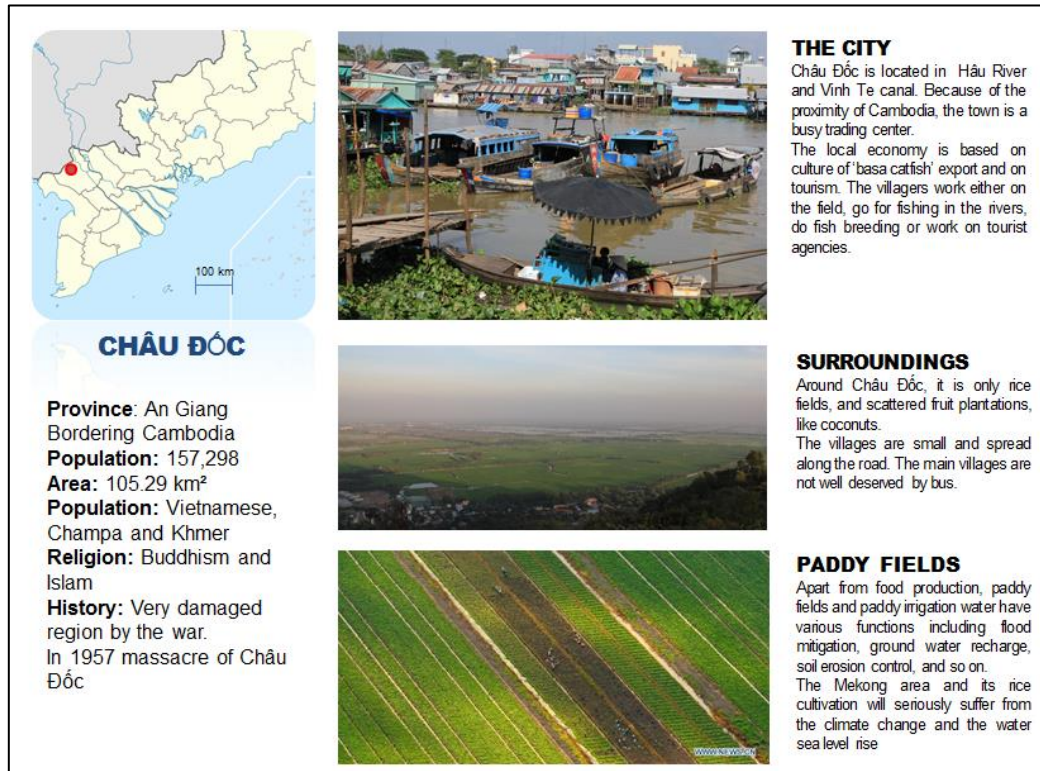 100 km
CHÂU ĐỐC
Province: An Giang
Bordering Cambodia
Population: 157,298
Area: 105.29 km²
Population: Vietnamese,
Champa and Khmer
Religion: Buddhism and
Islam
History: Very damaged
region by the war.
In 1957 massacre of Châu
Đốc
THE CITY
Châu Đốc is located in Hâu River
and Vinh Te canal. Because of the
proximity of Cambodia, the town is a
busy trading center.
The local economy is based on
culture of ‘basa catfish’ export and on
tourism. The villagers work either on
the field, go for fishing in the rivers,
do fish breeding or work on tourist
agencies.
SURROUNDINGS
Around Châu Đốc, it is only rice
fields, and scattered fruit plantations,
like coconuts.
The villages are small and spread
along the road. The main villages are
not well deserved by bus.
PADDY FIELDS
Apart from food production, paddy
fields and paddy irrigation water have
various functions including flood
mitigation, ground water recharge,
soil erosion control, and so on.
The Mekong area and its rice
cultivation will seriously suffer from
the climate change and the water
sea level rise
WWW.NEWS.CN